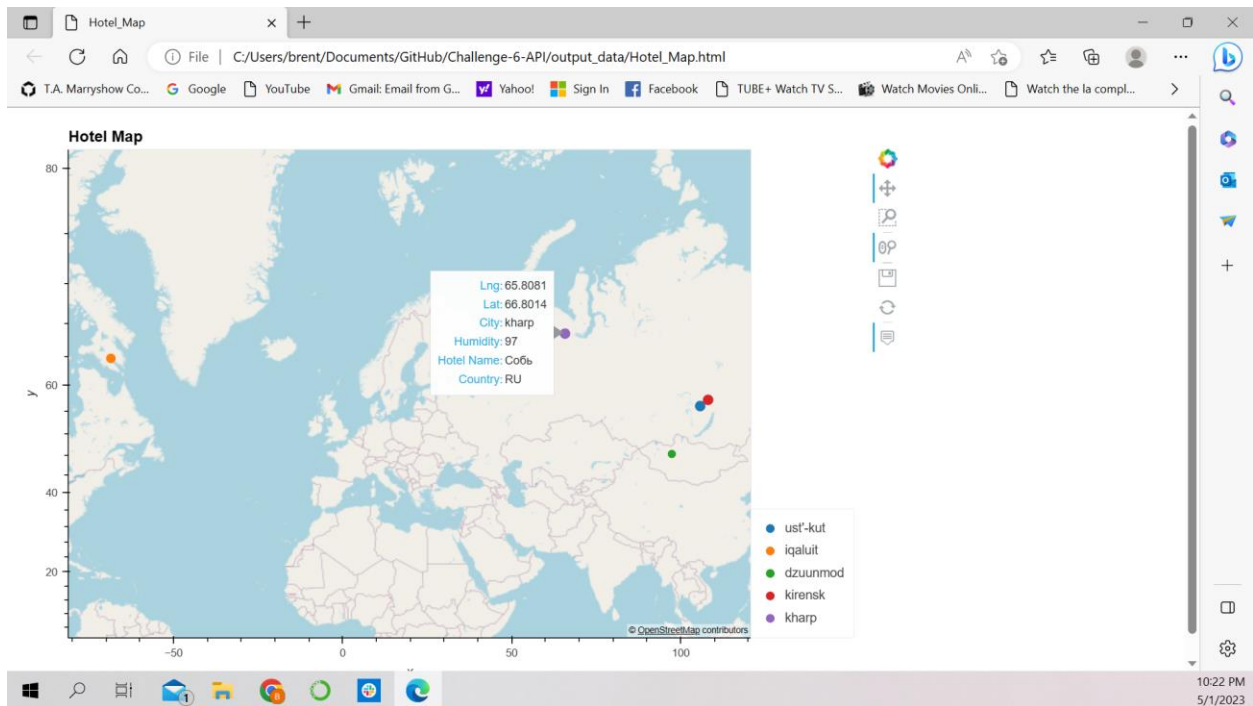 Hotel_Map
File | C:/Users/brent/Documents/GitHub/Challenge-6-API/output_data/Hotel_Map.html
T.A. Marryshow Co... Google YouTube Gmail: Email from G... Yahoo! Sign In Facebook TUBE+ Watch TV S... Watch Movies Onli... Watch the la compl...
Hotel Map
80
60
40
20
y
Lng: 65.8081
Lat: 66.8014
City: kharp
Humidity: 97
Hotel Name: Собь
Country: RU
© OpenStreetMap contributors
−50 0 50 100
ust'-kut
iqaluit
dzuunmod
kirensk
kharp
10:22 PM
5/1/2023